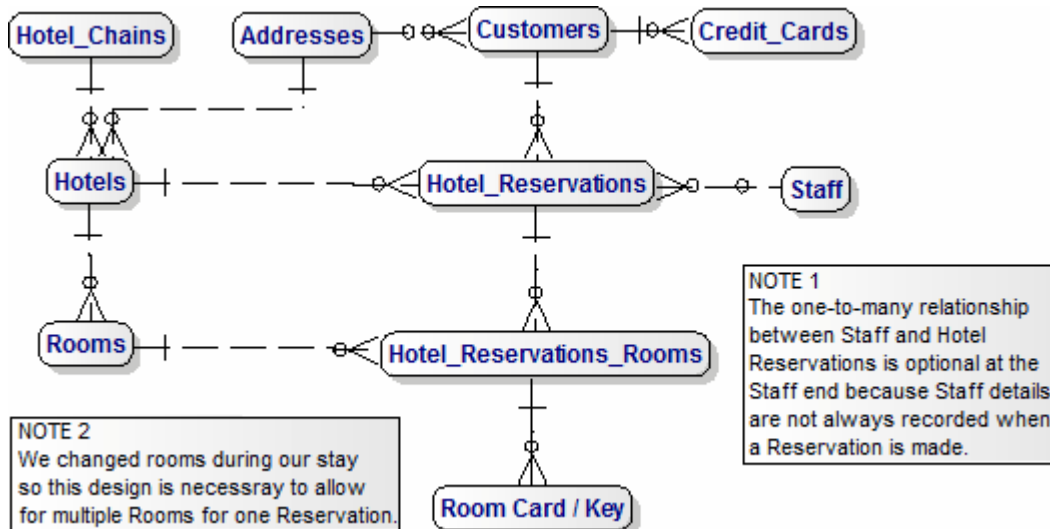 Hotel_Chains
Addresses
Customers
Credit_Cards
Hotels
Hotel_Reservations
Staff
Rooms
Hotel_Reservations_Rooms
Room Card / Key
NOTE 1
The one-to-many relationship
between Staff and Hotel
Reservations is optional at the
Staff end because Staff details
are not always recorded when
a Reservation is made.
NOTE 2
We changed rooms during our stay
so this design is necessray to allow
for multiple Rooms for one Reservation.